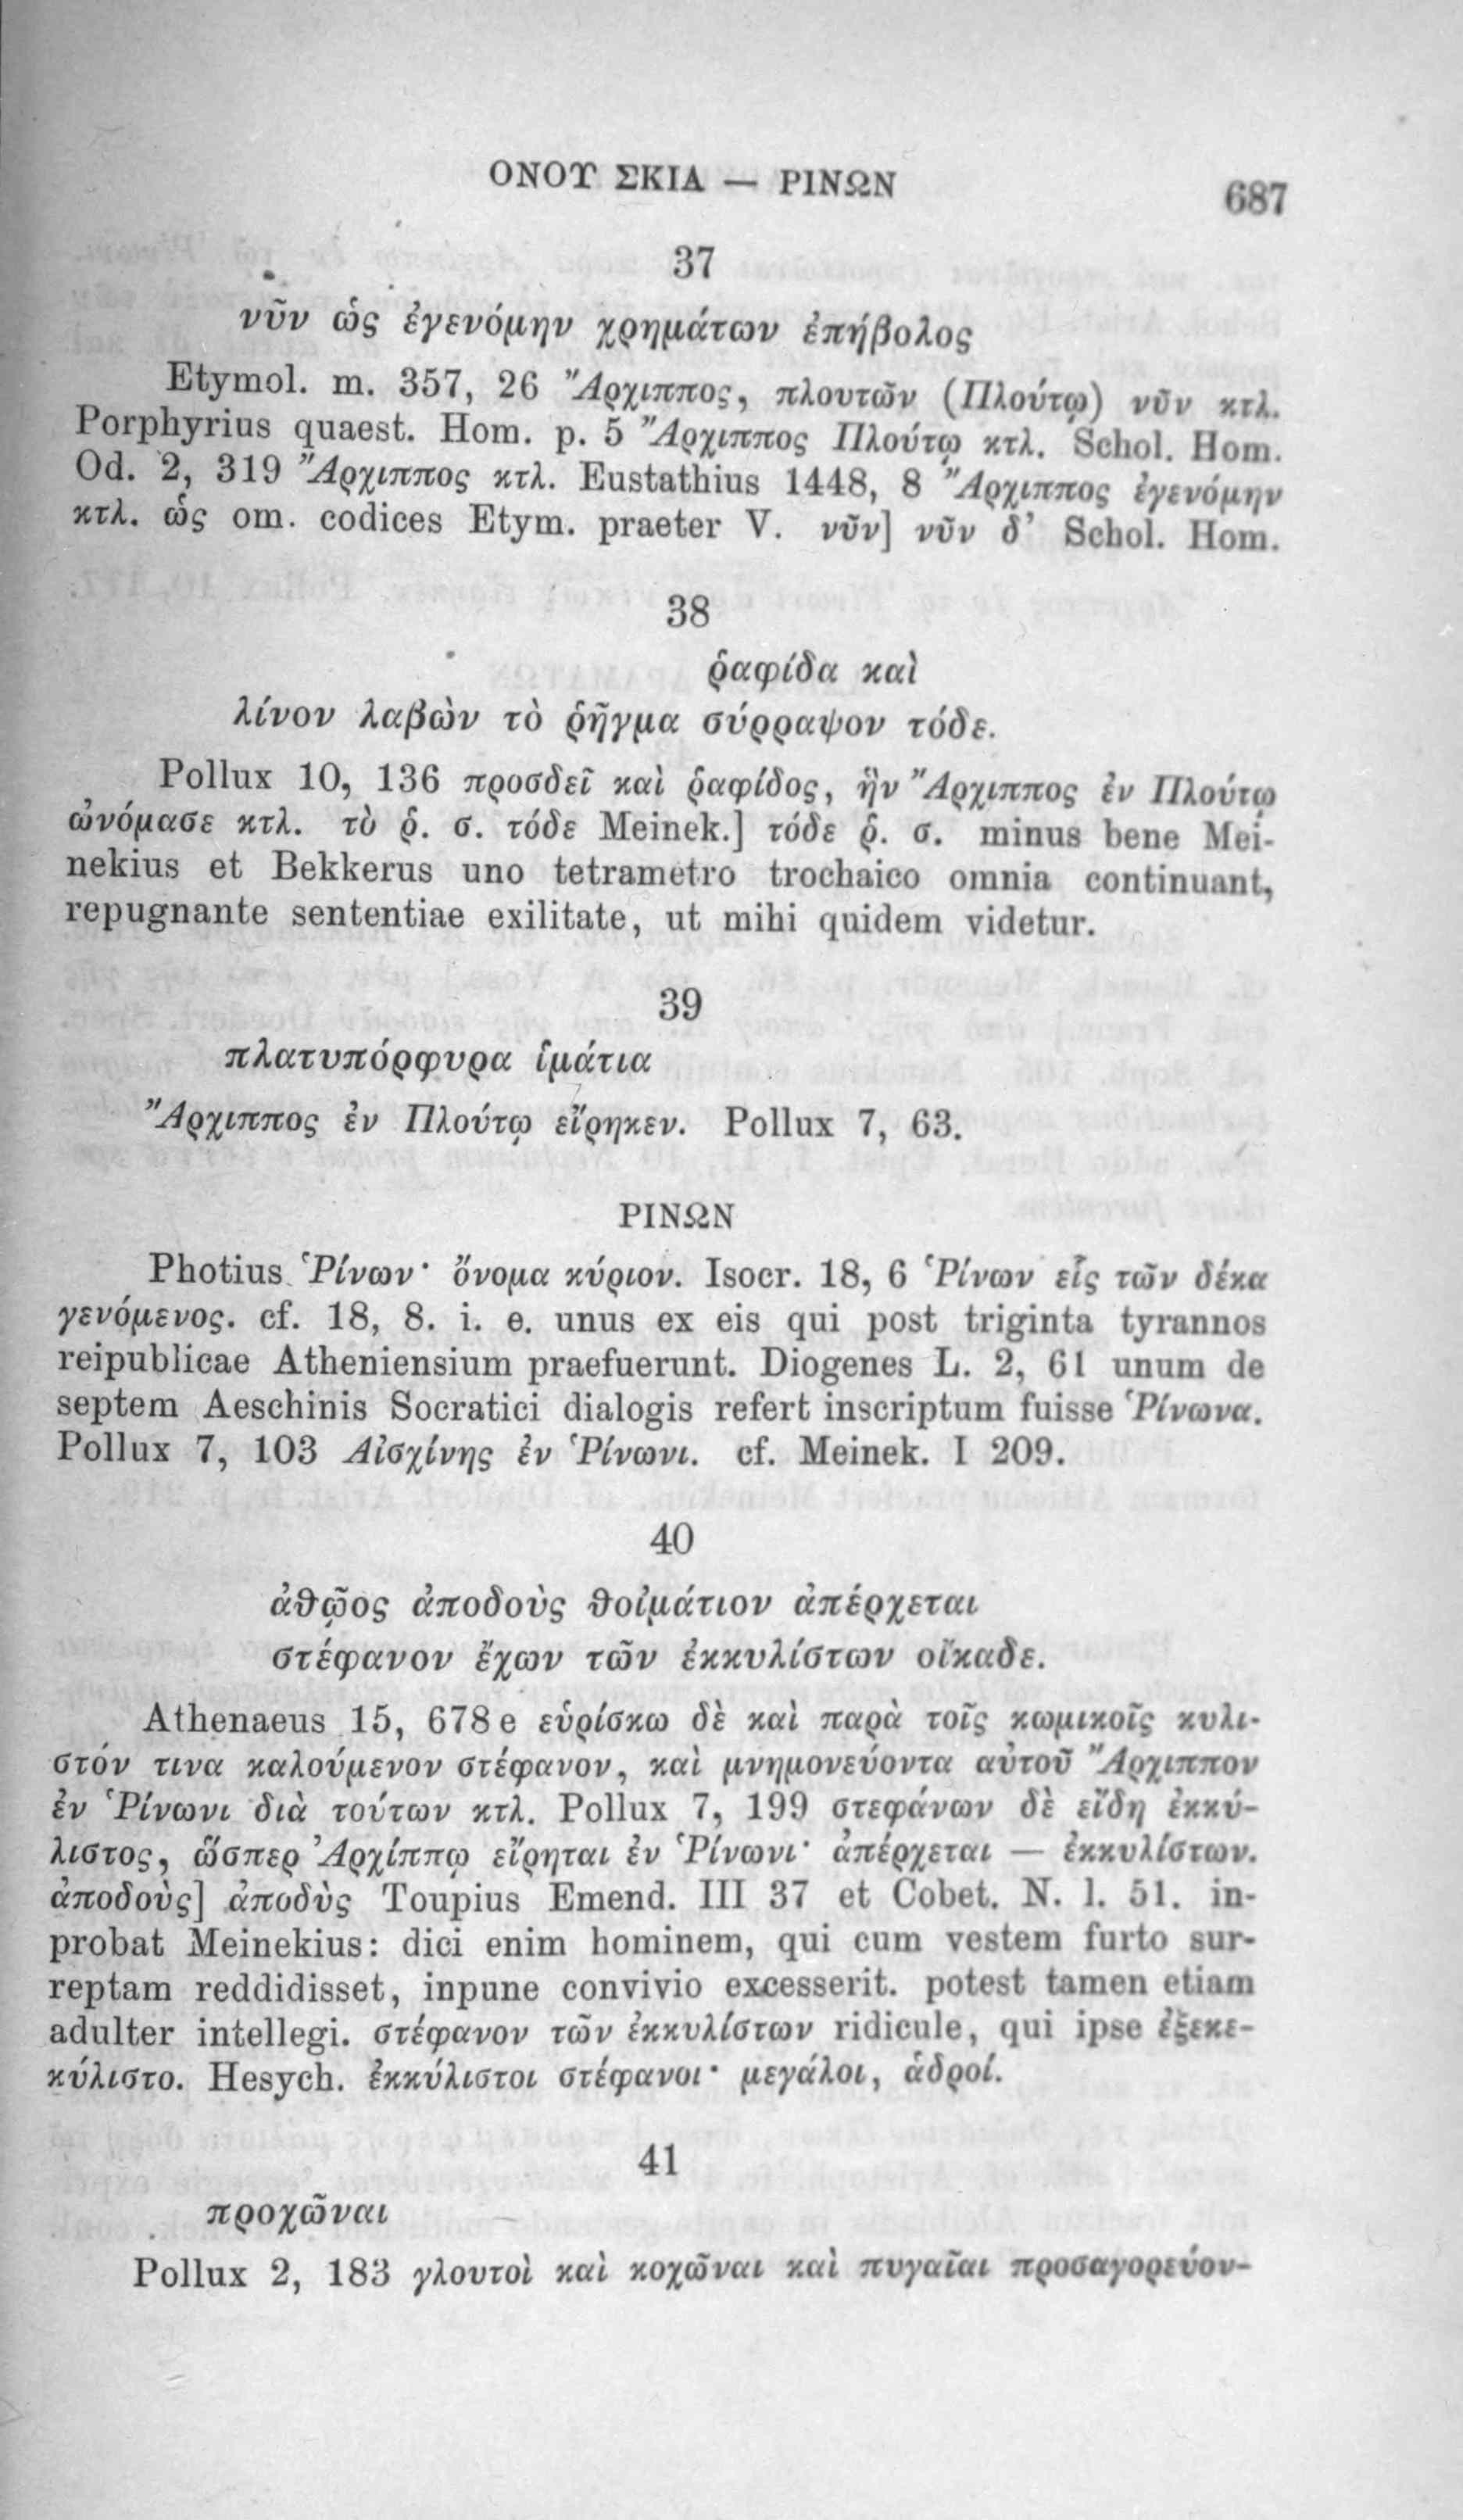 ΟΝΟΥ ΣΚΙΑ — ΡΙΝΩΝ
687
37
νῦν ὡς ἐγενόμην χρημάτων ἐπήβολος
Etymol. m. 357, 26 Ἄρχιππος, πλουτῶν (Πλούτῳ) νῦν κτλ.
Porphyrius quaest. Hom. p. 5 Ἄρχιππος Πλούτῳ κτλ. Schol. Hom.
Od. 2, 319 Ἄρχιππος κτλ. Eustathius 1448, 8 Ἄρχιππος ἐγενόμην
κτλ. ὡς om. codices Etym. praeter V. νῦν] νῦν δ’ Schol. Hom.
38
ῥαφίδα καὶ
λίνον λαβὼν τὸ ῥῆγμα σύρραψον τόδε.
Pollux 10, 136 προσδεῖ καὶ ῥαφίδος, ἣν Ἄρχιππος ἐν Πλούτῳ
ὠνόμασε κτλ. τὸ ῥ. σ. τόδε Meinek.] τόδε ῥ. σ. minus bene Mei-
nekius et Bekkerus uno tetrametro trochaico omnia continuant,
repugnante sententiae exilitate, ut mihi quidem videtur.
39
πλατυπόρφυρα ἱμάτια
Ἄρχιππος ἐν Πλούτῳ εἴρηκεν. Pollux 7, 63.
ΡΙΝΩΝ
Photius Ῥίνων· ὄνομα κύριον. Isocr. 18, 6 Ῥίνων εἷς τῶν δέκα
γενόμενος. cf. 18, 8. i. e. unus ex eis qui post triginta tyrannos
reipublicae Atheniensium praefuerunt. Diogenes L. 2, 61 unum de
septem Aeschinis Socratici dialogis refert inscriptum fuisse Ῥίνωνα.
Pollux 7, 103 Αἰσχίνης ἐν Ῥίνωνι. cf. Meinek. I 209.
40
ἀθῷος ἀποδοὺς θοἰμάτιον ἀπέρχεται
στέφανον ἔχων τῶν ἐκκυλίστων οἴκαδε.
Athenaeus 15, 678 e εὑρίσκω δὲ καὶ παρὰ τοῖς κωμικοῖς κυλι-
στόν τινα καλούμενον στέφανον, καὶ μνημονεύοντα αὐτοῦ Ἄρχιππον
ἐν Ῥίνωνι διὰ τούτων κτλ. Pollux 7, 199 στεφάνων δὲ εἴδη ἐκκύ-
λιστος, ὥσπερ Ἀρχίππῳ εἴρηται ἐν Ῥίνωνι· ἀπέρχεται — ἐκκυλίστων.
ἀποδοὺς] ἀποδὺς Toupius Emend. III 37 et Cobet. N. l. 51. in-
probat Meinekius: dici enim hominem, qui cum vestem furto sur-
reptam reddidisset, inpune convivio excesserit. potest tamen etiam
adulter intellegi. στέφανον τῶν ἐκκυλίστων ridicule, qui ipse ἐξεκε-
κύλιστο. Hesych. ἐκκύλιστοι στέφανοι· μεγάλοι, ἁδροί.
41
προχῶναι
Pollux 2, 183 γλουτοὶ καὶ κοχῶναι καὶ πυγαῖαι προσαγορεύον-